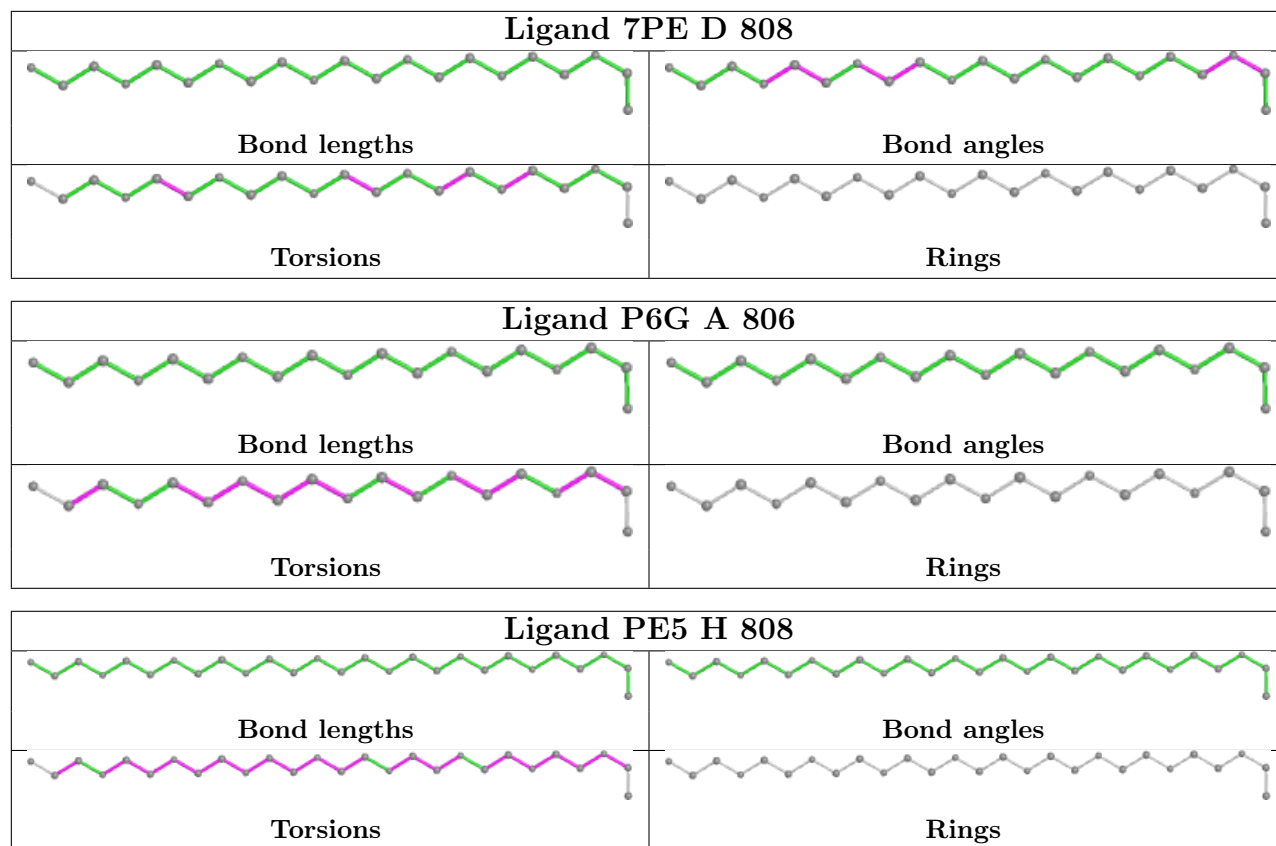 Ligand 7PE D 808
Bond lengths
Bond angles
Torsions
Rings
Ligand P6G A 806
Bond lengths
Bond angles
Torsions
Rings
Ligand PE5 H 808
Bond lengths
Bond angles
Torsions
Rings